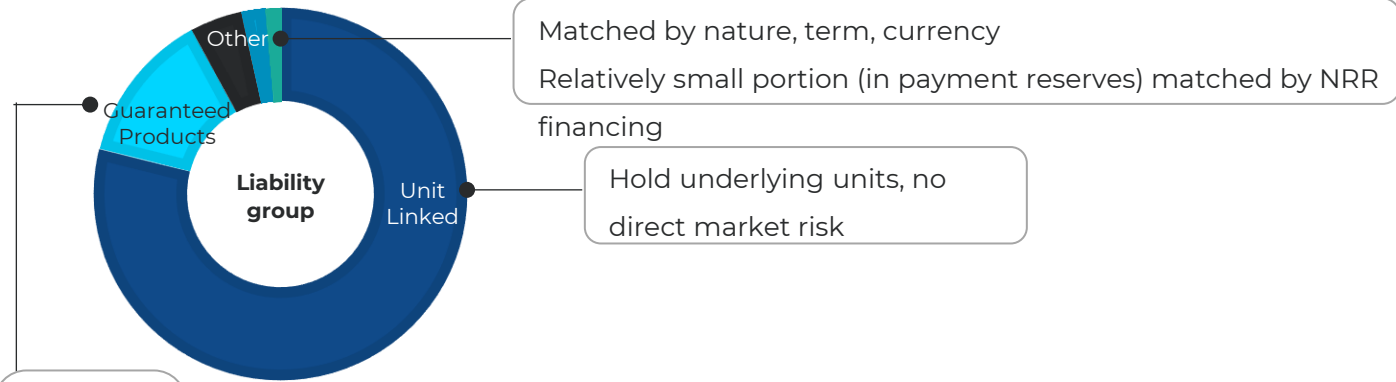 Other
Guaranteed
Products
Liability
group
Unit
Linked
Matched by nature, term, currency
Relatively small portion (in payment reserves) matched by NRR
financing
Hold underlying units, no
direct market risk